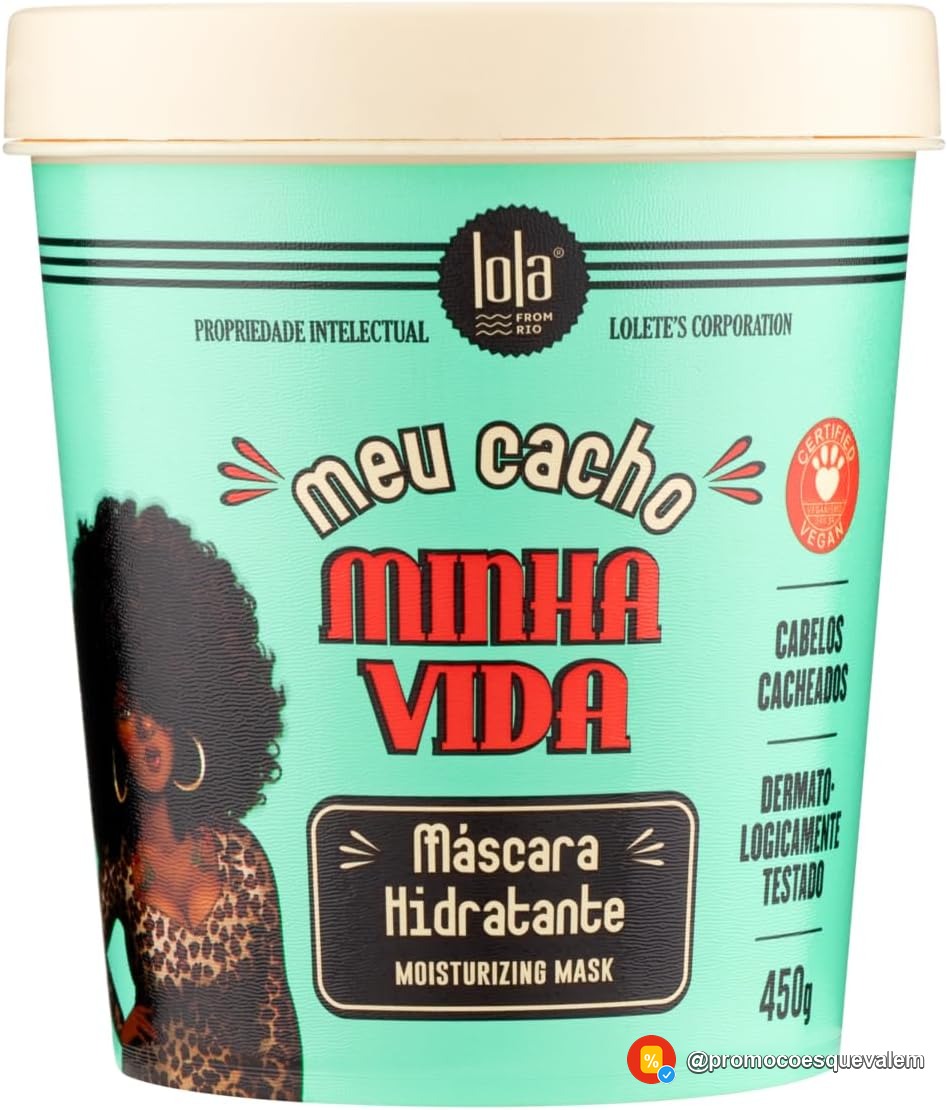 lola®
FROM
RIO
PROPRIEDADE INTELECTUAL
LOLETE'S CORPORATION
meu cacho
MINHA
VIDA
CERTIFIED
VEGAN
CABELOS
CACHEADOS
DERMATO-
LOGICAMENTE
TESTADO
450g
Máscara
Hidratante
MOISTURIZING MASK
%
@promocoesquevalem